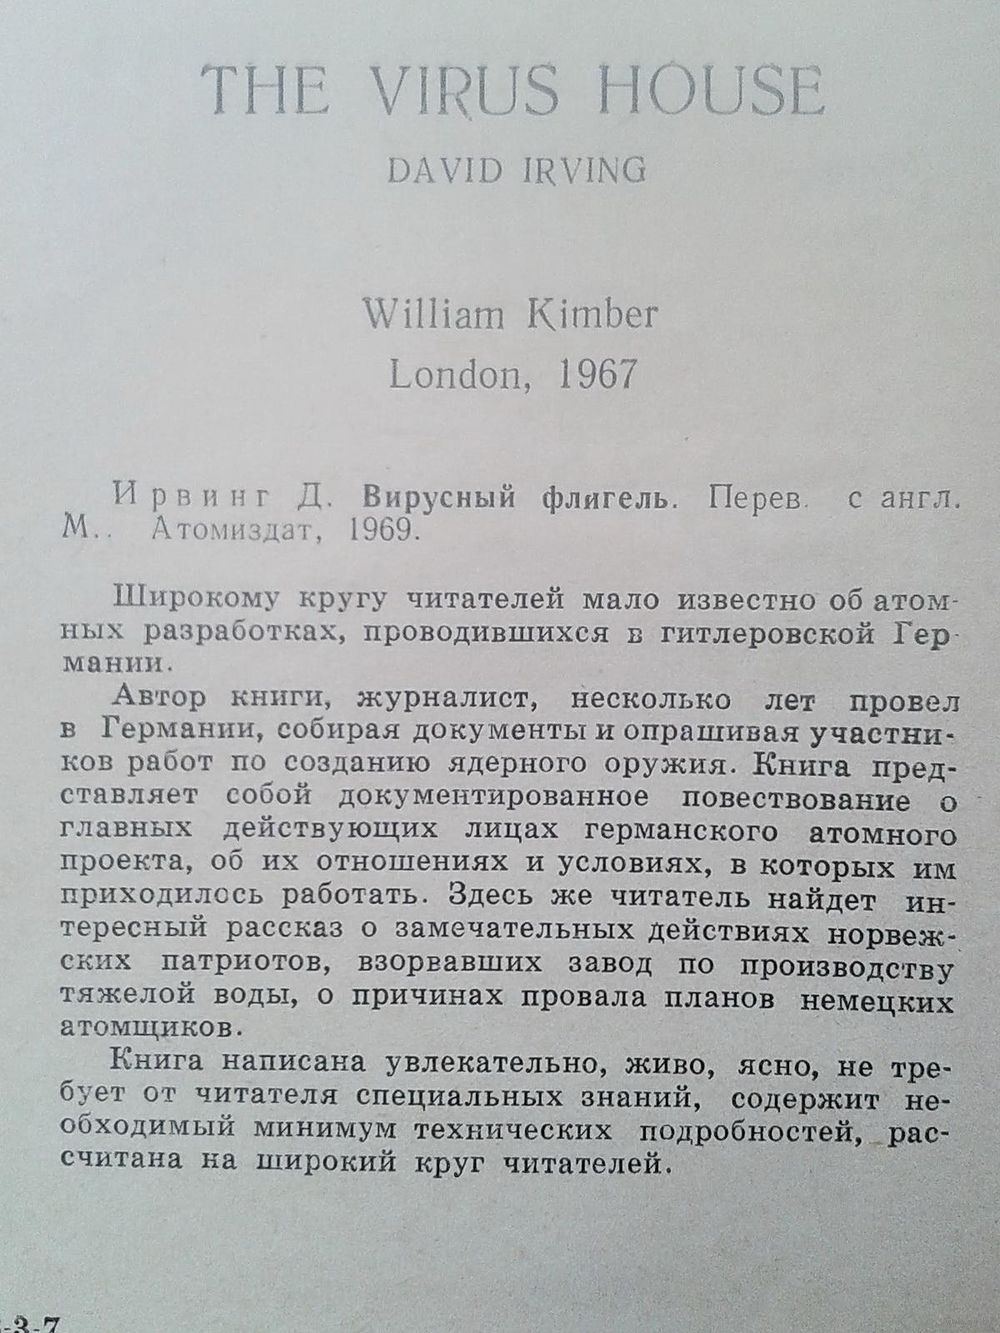 THE VIRUS HOUSE
DAVID IRVING
William Kimber
London, 1967
Ирвинг Д. Вирусный флигель. Перев. с англ.
М.. Атомиздат, 1969.
Широкому кругу читателей мало известно об атом-
ных разработках, проводившихся в гитлеровской Гер-
мании.
Автор книги, журналист, несколько лет провел
в Германии, собирая документы и опрашивая участни-
ков работ по созданию ядерного оружия. Книга пред-
ставляет собой документированное повествование о
главных действующих лицах германского атомного
проекта, об их отношениях и условиях, в которых им
приходилось работать. Здесь же читатель найдет ин-
тересный рассказ о замечательных действиях норвеж-
ских патриотов, взорвавших завод по производству
тяжелой воды, о причинах провала планов немецких
атомщиков.
Книга написана увлекательно, живо, ясно, не тре-
бует от читателя специальных знаний, содержит не-
обходимый минимум технических подробностей, рас-
считана на широкий круг читателей.
-3-7